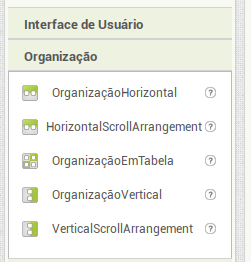 Interface de Usuário
Organização
OrganizaçãoHorizontal ?
HorizontalScrollArrangement ?
OrganizaçãoEmTabela ?
OrganizaçãoVertical ?
VerticalScrollArrangement ?